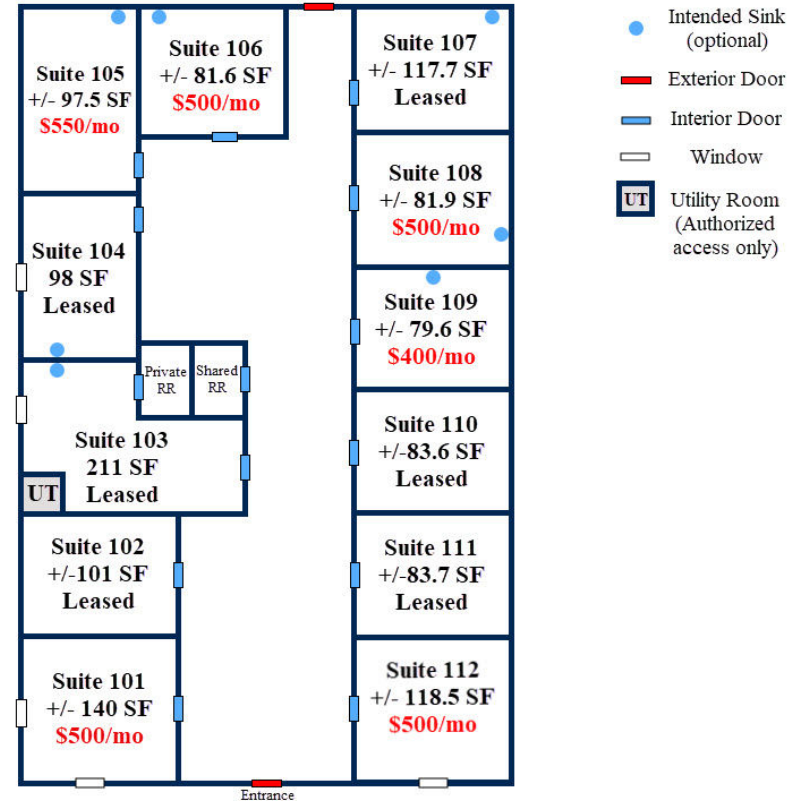 Suite 105
+/- 97.5 SF
$550/mo
Suite 106
+/- 81.6 SF
$500/mo
Suite 107
+/- 117.7 SF
Leased
Suite 108
+/- 81.9 SF
$500/mo
Suite 104
98 SF
Leased
Suite 109
+/- 79.6 SF
$400/mo
Private
RR
Shared
RR
Suite 103
211 SF
Leased
UT
Suite 110
+/-83.6 SF
Leased
Suite 102
+/-101 SF
Leased
Suite 111
+/-83.7 SF
Leased
Suite 101
+/- 140 SF
$500/mo
Suite 112
+/- 118.5 SF
$500/mo
Entrance
Intended Sink
(optional)
Exterior Door
Interior Door
Window
UT
Utility Room
(Authorized
access only)